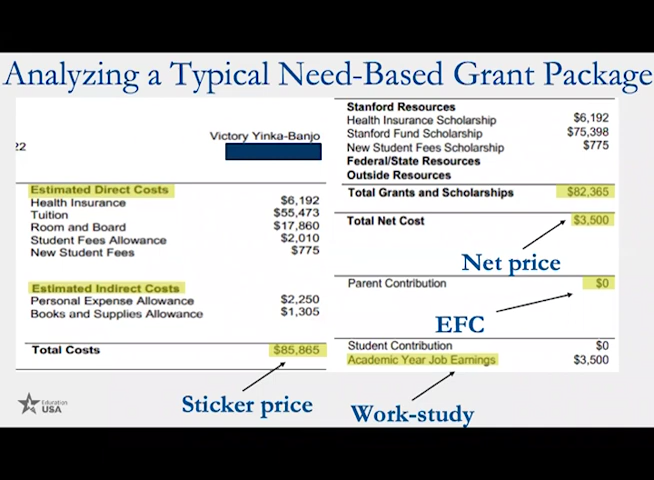 Analyzing a Typical Need-Based Grant Package
22
Victory Yinka-Banjo
Estimated Direct Costs
Health Insurance $6,192
Tuition $55,473
Room and Board $17,860
Student Fees Allowance $2,010
New Student Fees $775
Estimated Indirect Costs
Personal Expense Allowance $2,250
Books and Supplies Allowance $1,305
Total Costs $85,865
Sticker price
Stanford Resources
Health Insurance Scholarship $6,192
Stanford Fund Scholarship $75,398
New Student Fees Scholarship $775
Federal/State Resources
Outside Resources
Total Grants and Scholarships $82,365
Total Net Cost $3,500
Net price
Parent Contribution $0
EFC
Student Contribution $0
Academic Year Job Earnings $3,500
Work-study
Education
USA